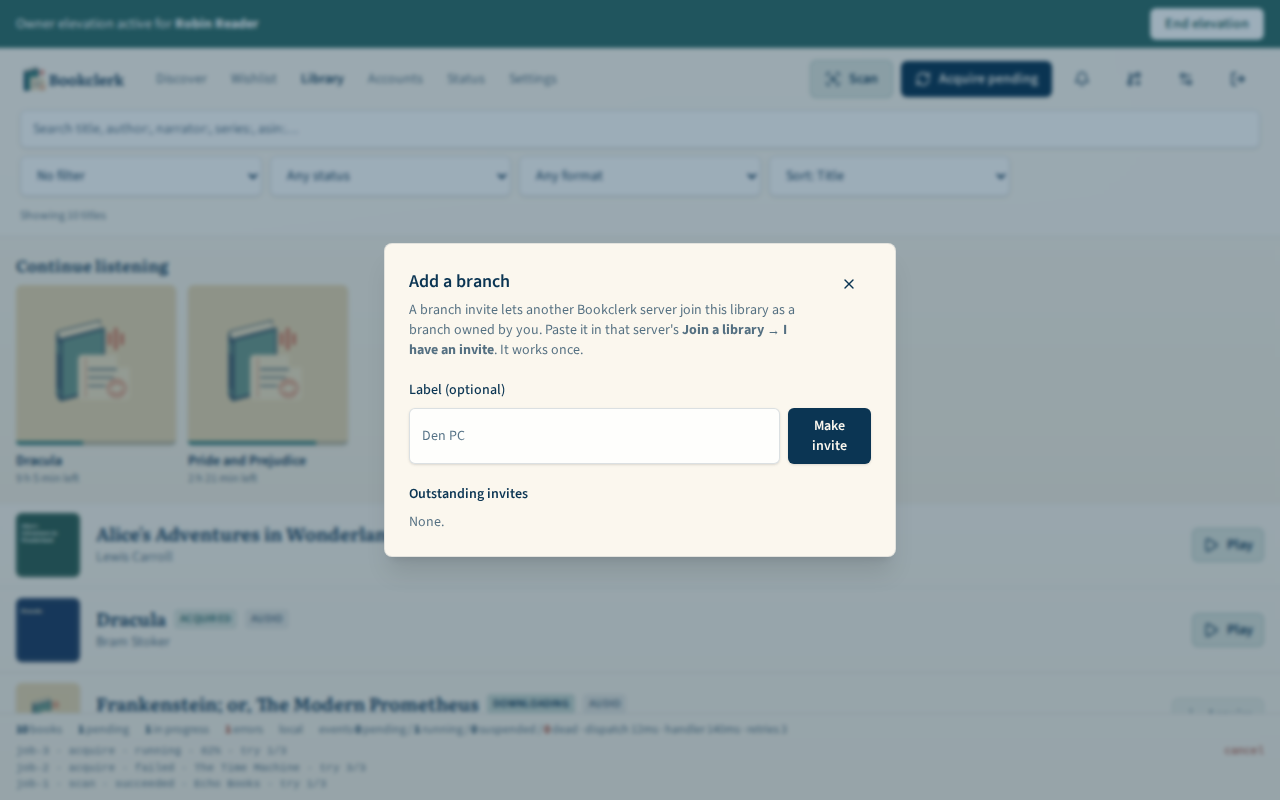 Owner elevation active for Robin Reader
End elevation
Bookclerk
Discover
Wishlist
Library
Accounts
Status
Settings
Scan
Acquire pending
Search title, author:, narrator:, series:, asin:, ...
No filter
Any status
Any format
Sort: Title
Showing 10 titles
Continue listening
Dracula
Pride and Prejudice
Add a branch
A branch invite lets another Bookclerk server join this library as a
branch owned by you. Paste it in that server's Join a library → I
have an invite. It works once.
Label (optional)
Den PC
Make
invite
Outstanding invites
None.
Lewis Carroll
Play
Dracula
ACQUIRED
AUDIO
Bram Stoker
Play
Frankenstein; or, The Modern Prometheus
DOWNLOADING
AUDIO
job-3 · acquire · running · 42% · try 1/3
cancel
job-2 · acquire · failed · The Time Machine · try 3/3
job-1 · scan · succeeded · Echo Books · try 1/3